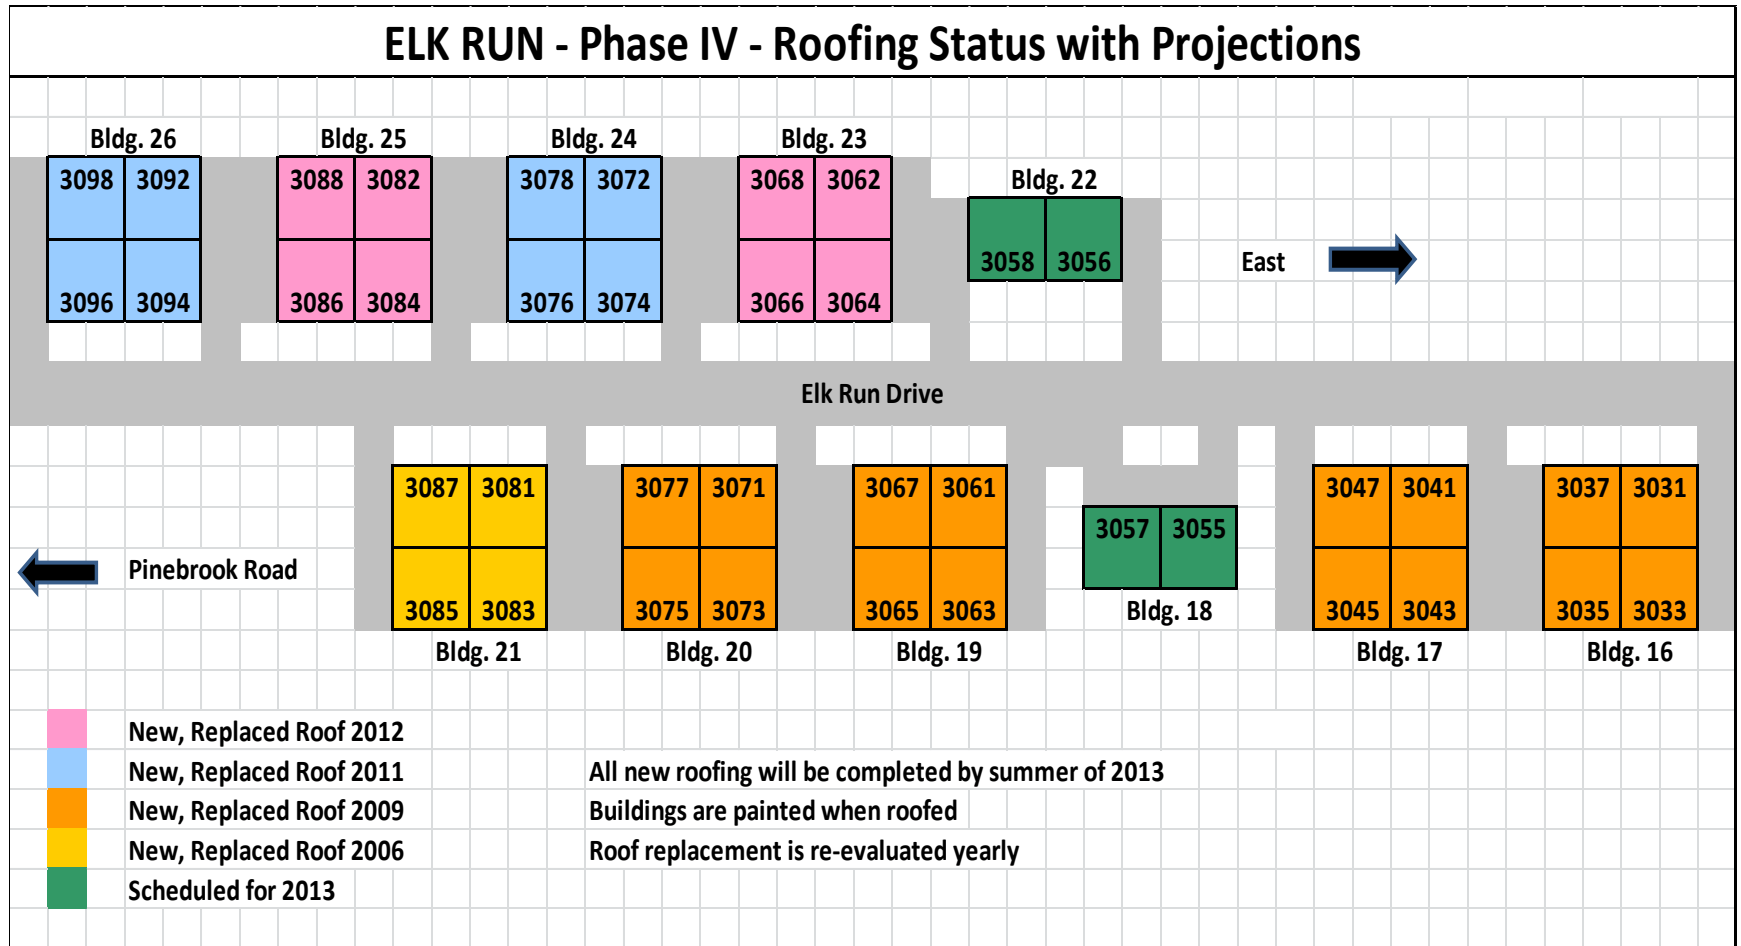 ELK RUN - Phase IV - Roofing Status with Projections
Bldg. 26 Bldg. 25 Bldg. 24 Bldg. 23
3098 3092 3088 3082 3078 3072 3068 3062
Bldg. 22
3058 3056
East
3096 3094 3086 3084 3076 3074 3066 3064
Elk Run Drive
3087 3081 3077 3071 3067 3061 3047 3041 3037 3031
3057 3055
Pinebrook Road
3085 3083 3075 3073 3065 3063 3045 3043 3035 3033
Bldg. 18
Bldg. 21 Bldg. 20 Bldg. 19 Bldg. 17 Bldg. 16
New, Replaced Roof 2012
New, Replaced Roof 2011 All new roofing will be completed by summer of 2013
New, Replaced Roof 2009 Buildings are painted when roofed
New, Replaced Roof 2006 Roof replacement is re-evaluated yearly
Scheduled for 2013